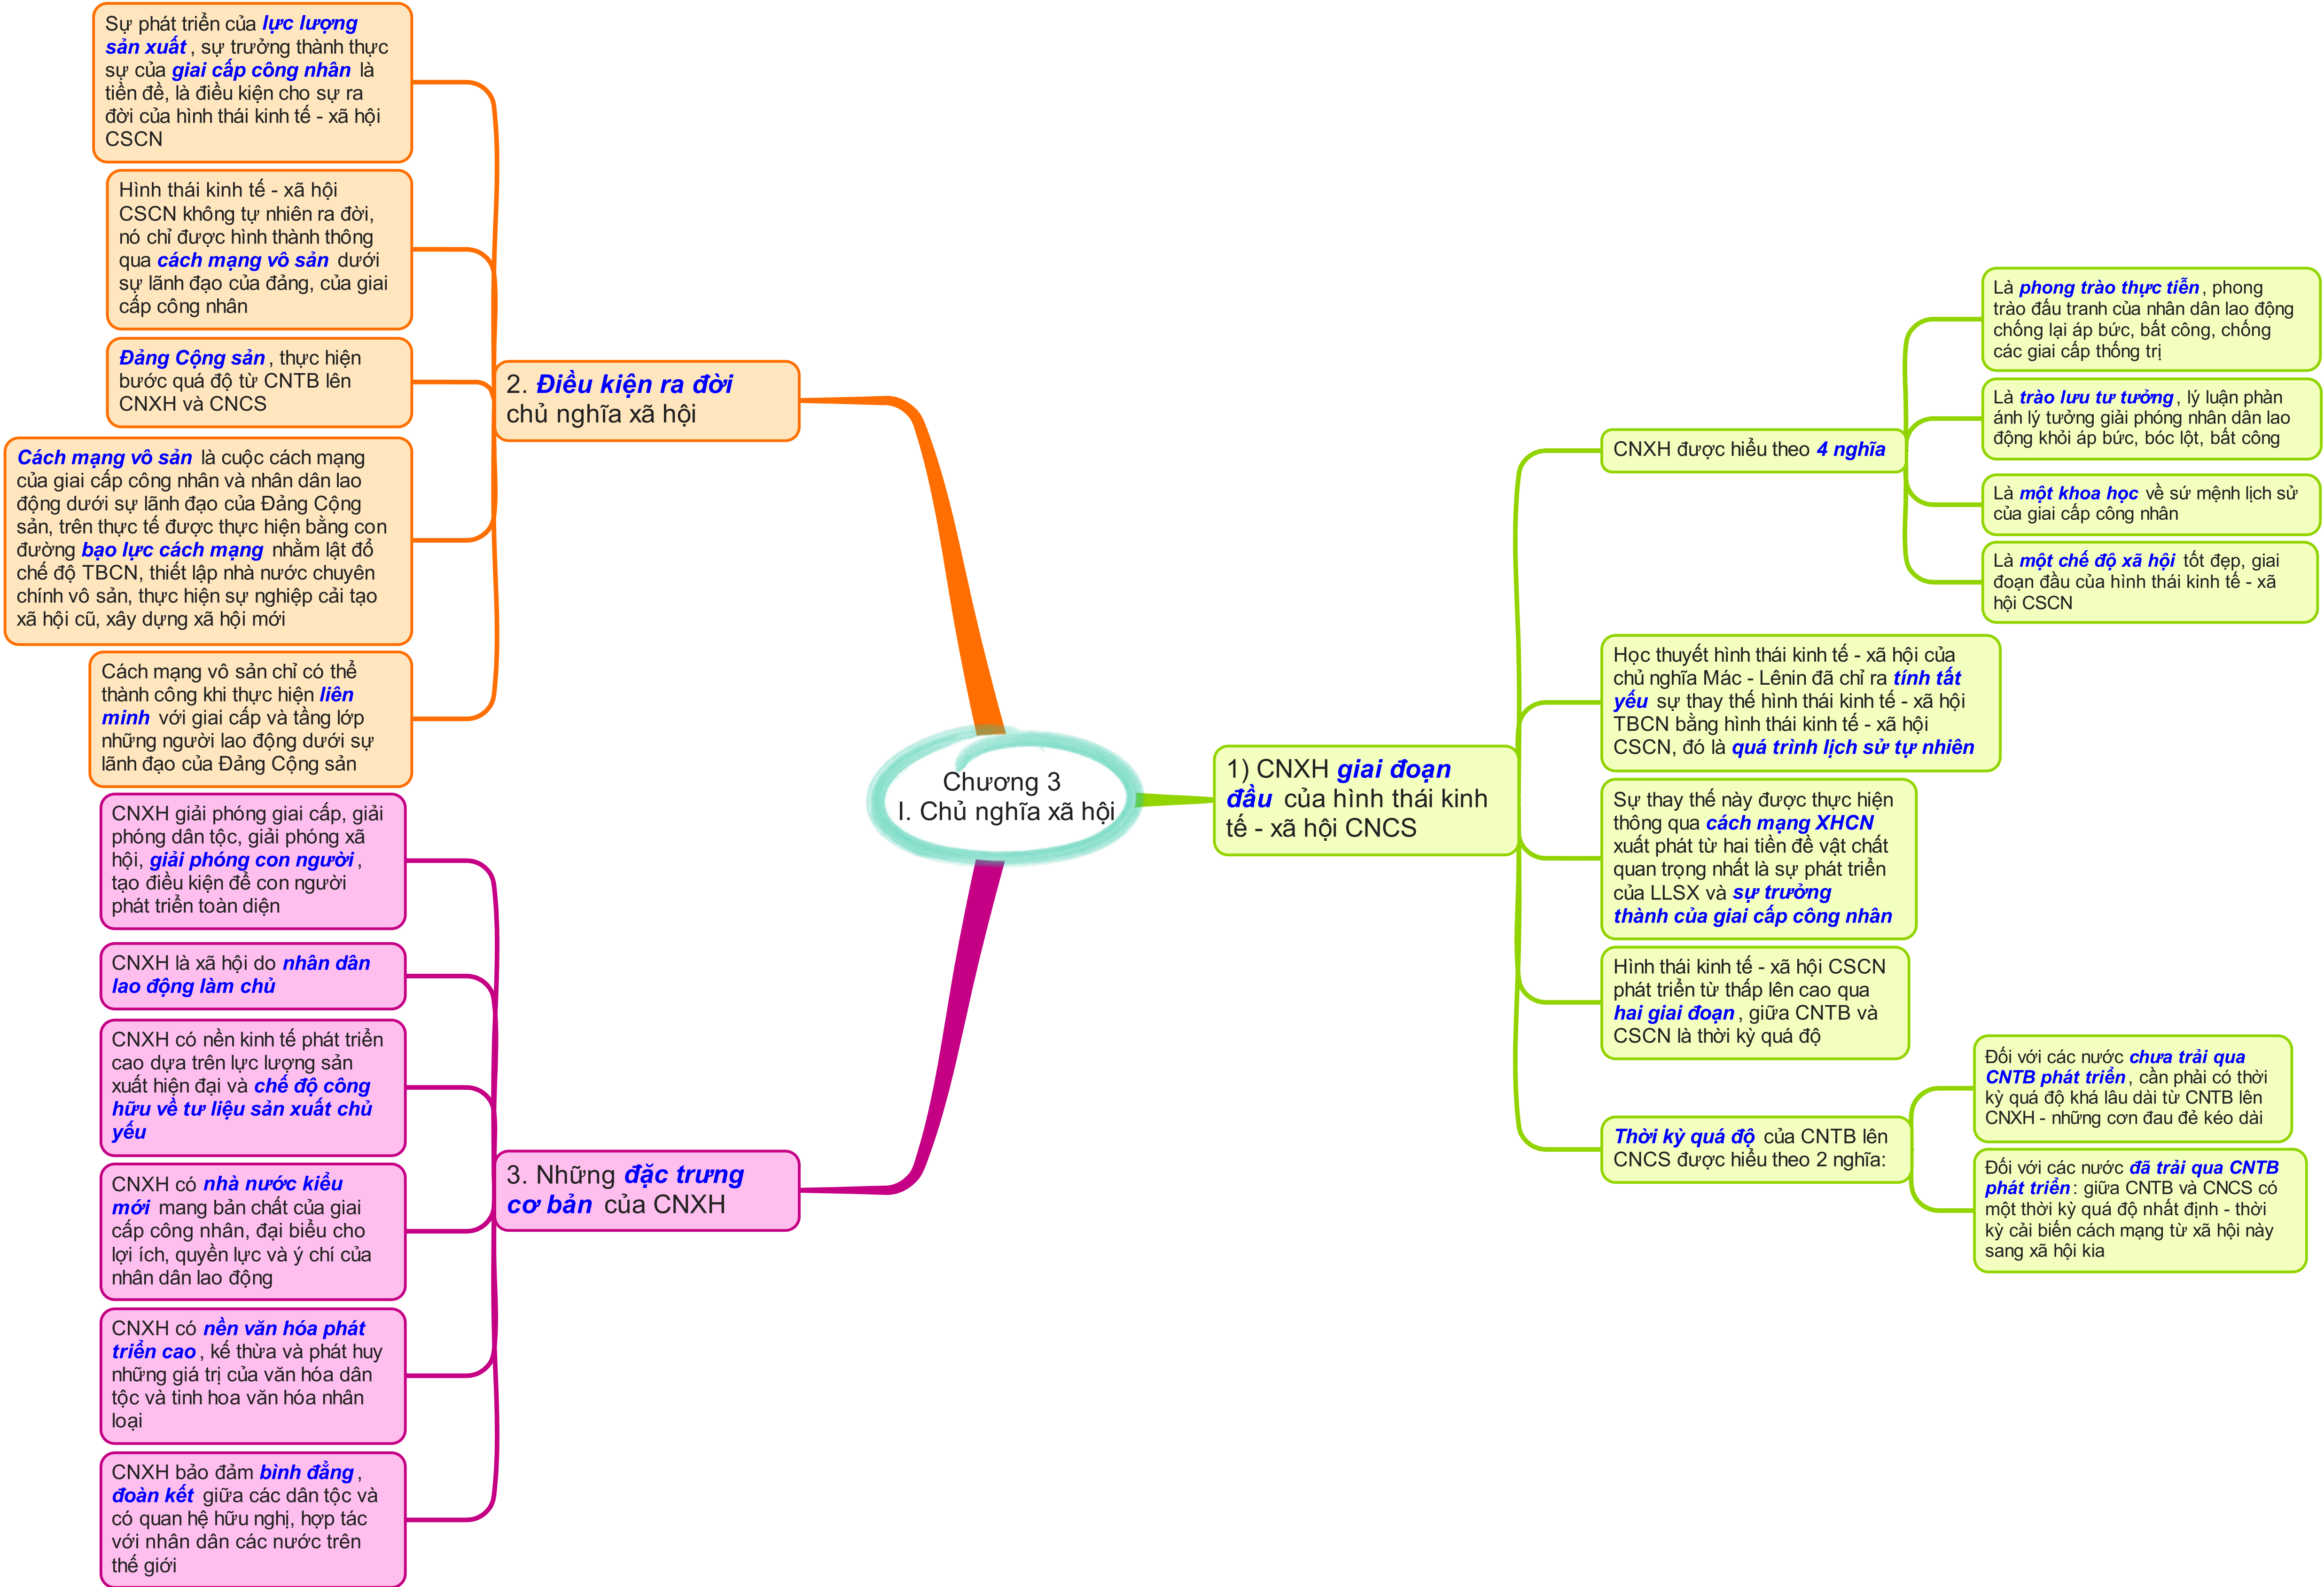 Chương 3
I. Chủ nghĩa xã hội
1) CNXH giai đoạn
đầu của hình thái kinh
tế - xã hội CNCS
CNXH được hiểu theo 4 nghĩa
Là phong trào thực tiễn, phong
trào đấu tranh của nhân dân lao động
chống lại áp bức, bất công, chống
các giai cấp thống trị
Là trào lưu tư tưởng, lý luận phản
ánh lý tưởng giải phóng nhân dân lao
động khỏi áp bức, bóc lột, bất công
Là một khoa học về sứ mệnh lịch sử
của giai cấp công nhân
Là một chế độ xã hội tốt đẹp, giai
đoạn đầu của hình thái kinh tế - xã
hội CSCN
Học thuyết hình thái kinh tế - xã hội của
chủ nghĩa Mác - Lênin đã chỉ ra tính tất
yếu sự thay thế hình thái kinh tế - xã hội
TBCN bằng hình thái kinh tế - xã hội
CSCN, đó là quá trình lịch sử tự nhiên
Sự thay thế này được thực hiện
thông qua cách mạng XHCN
xuất phát từ hai tiền đề vật chất
quan trọng nhất là sự phát triển
của LLSX và sự trưởng
thành của giai cấp công nhân
Hình thái kinh tế - xã hội CSCN
phát triển từ thấp lên cao qua
hai giai đoạn, giữa CNTB và
CSCN là thời kỳ quá độ
Thời kỳ quá độ của CNTB lên
CNCS được hiểu theo 2 nghĩa:
Đối với các nước chưa trải qua
CNTB phát triển, cần phải có thời
kỳ quá độ khá lâu dài từ CNTB lên
CNXH - những cơn đau đẻ kéo dài
Đối với các nước đã trải qua CNTB
phát triển: giữa CNTB và CNCS có
một thời kỳ quá độ nhất định - thời
kỳ cải biến cách mạng từ xã hội này
sang xã hội kia
2. Điều kiện ra đời
chủ nghĩa xã hội
Sự phát triển của lực lượng
sản xuất, sự trưởng thành thực
sự của giai cấp công nhân là
tiền đề, là điều kiện cho sự ra
đời của hình thái kinh tế - xã hội
CSCN
Hình thái kinh tế - xã hội
CSCN không tự nhiên ra đời,
nó chỉ được hình thành thông
qua cách mạng vô sản dưới
sự lãnh đạo của đảng, của giai
cấp công nhân
Đảng Cộng sản, thực hiện
bước quá độ từ CNTB lên
CNXH và CNCS
Cách mạng vô sản là cuộc cách mạng
của giai cấp công nhân và nhân dân lao
động dưới sự lãnh đạo của Đảng Cộng
sản, trên thực tế được thực hiện bằng con
đường bạo lực cách mạng nhằm lật đổ
chế độ TBCN, thiết lập nhà nước chuyên
chính vô sản, thực hiện sự nghiệp cải tạo
xã hội cũ, xây dựng xã hội mới
Cách mạng vô sản chỉ có thể
thành công khi thực hiện liên
minh với giai cấp và tầng lớp
những người lao động dưới sự
lãnh đạo của Đảng Cộng sản
3. Những đặc trưng
cơ bản của CNXH
CNXH giải phóng giai cấp, giải
phóng dân tộc, giải phóng xã
hội, giải phóng con người,
tạo điều kiện để con người
phát triển toàn diện
CNXH là xã hội do nhân dân
lao động làm chủ
CNXH có nền kinh tế phát triển
cao dựa trên lực lượng sản
xuất hiện đại và chế độ công
hữu về tư liệu sản xuất chủ
yếu
CNXH có nhà nước kiểu
mới mang bản chất của giai
cấp công nhân, đại biểu cho
lợi ích, quyền lực và ý chí của
nhân dân lao động
CNXH có nền văn hóa phát
triển cao, kế thừa và phát huy
những giá trị của văn hóa dân
tộc và tinh hoa văn hóa nhân
loại
CNXH bảo đảm bình đẳng,
đoàn kết giữa các dân tộc và
có quan hệ hữu nghị, hợp tác
với nhân dân các nước trên
thế giới